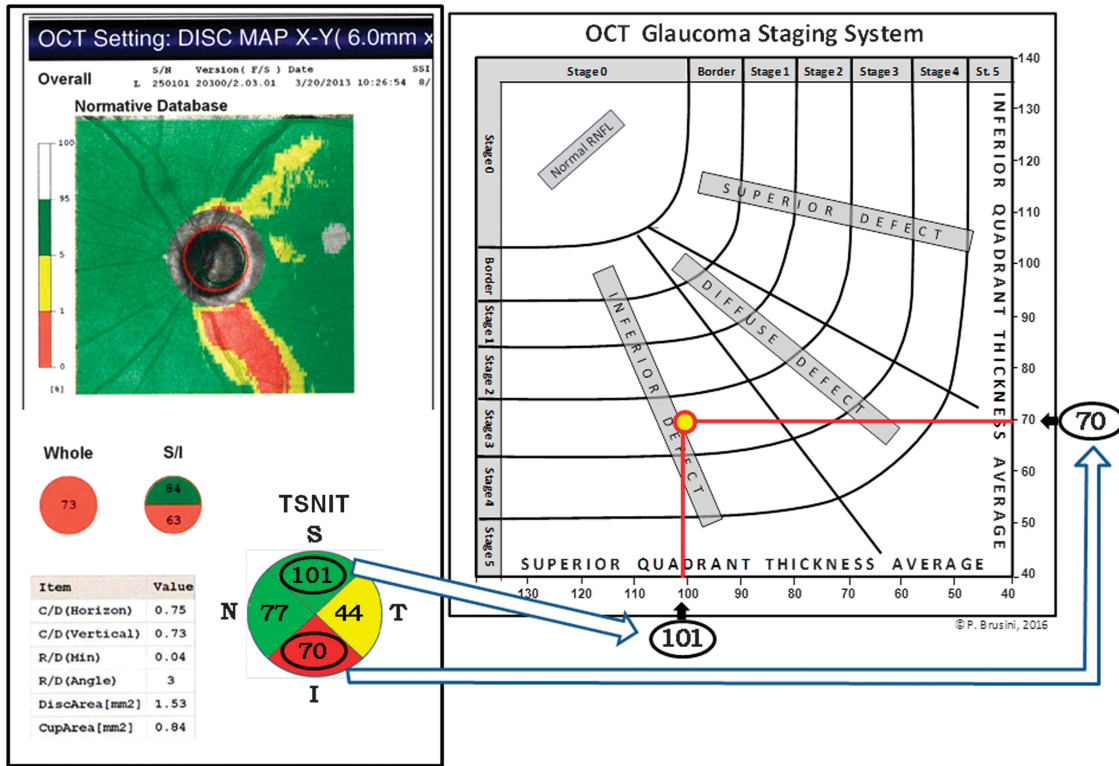 OCT Setting: DISC MAP X-Y( 6.0mm x
Overall
S/N Version( F/S ) Date SSI
L 250101 20300/2.03.01 3/20/2013 10:26:54 8/
Normative Database
100
95
5
1
0
[%]
Whole
S/I
73
84
63
TSNIT
S
101
N
77
44
T
70
I
Item Value
C/D(Horizon) 0.75
C/D(Vertical) 0.73
R/D(Min) 0.04
R/D(Angle) 3
DiscArea[mm2] 1.53
CupArea[mm2] 0.84
OCT Glaucoma Staging System
Stage 0 Border Stage 1 Stage 2 Stage 3 Stage 4 St. 5
Stage 0
Border
Stage 1
Stage 2
Stage 3
Stage 4
Stage 5
Normal RNFL
SUPERIOR DEFECT
DIFFUSE DEFECT
INFERIOR DEFECT
INFERIOR QUADRANT THICKNESS AVERAGE
140
130
120
110
100
90
80
70
60
50
40
70
SUPERIOR QUADRANT THICKNESS AVERAGE
130 120 110 100 90 80 70 60 50 40
101
© P. Brusini, 2016